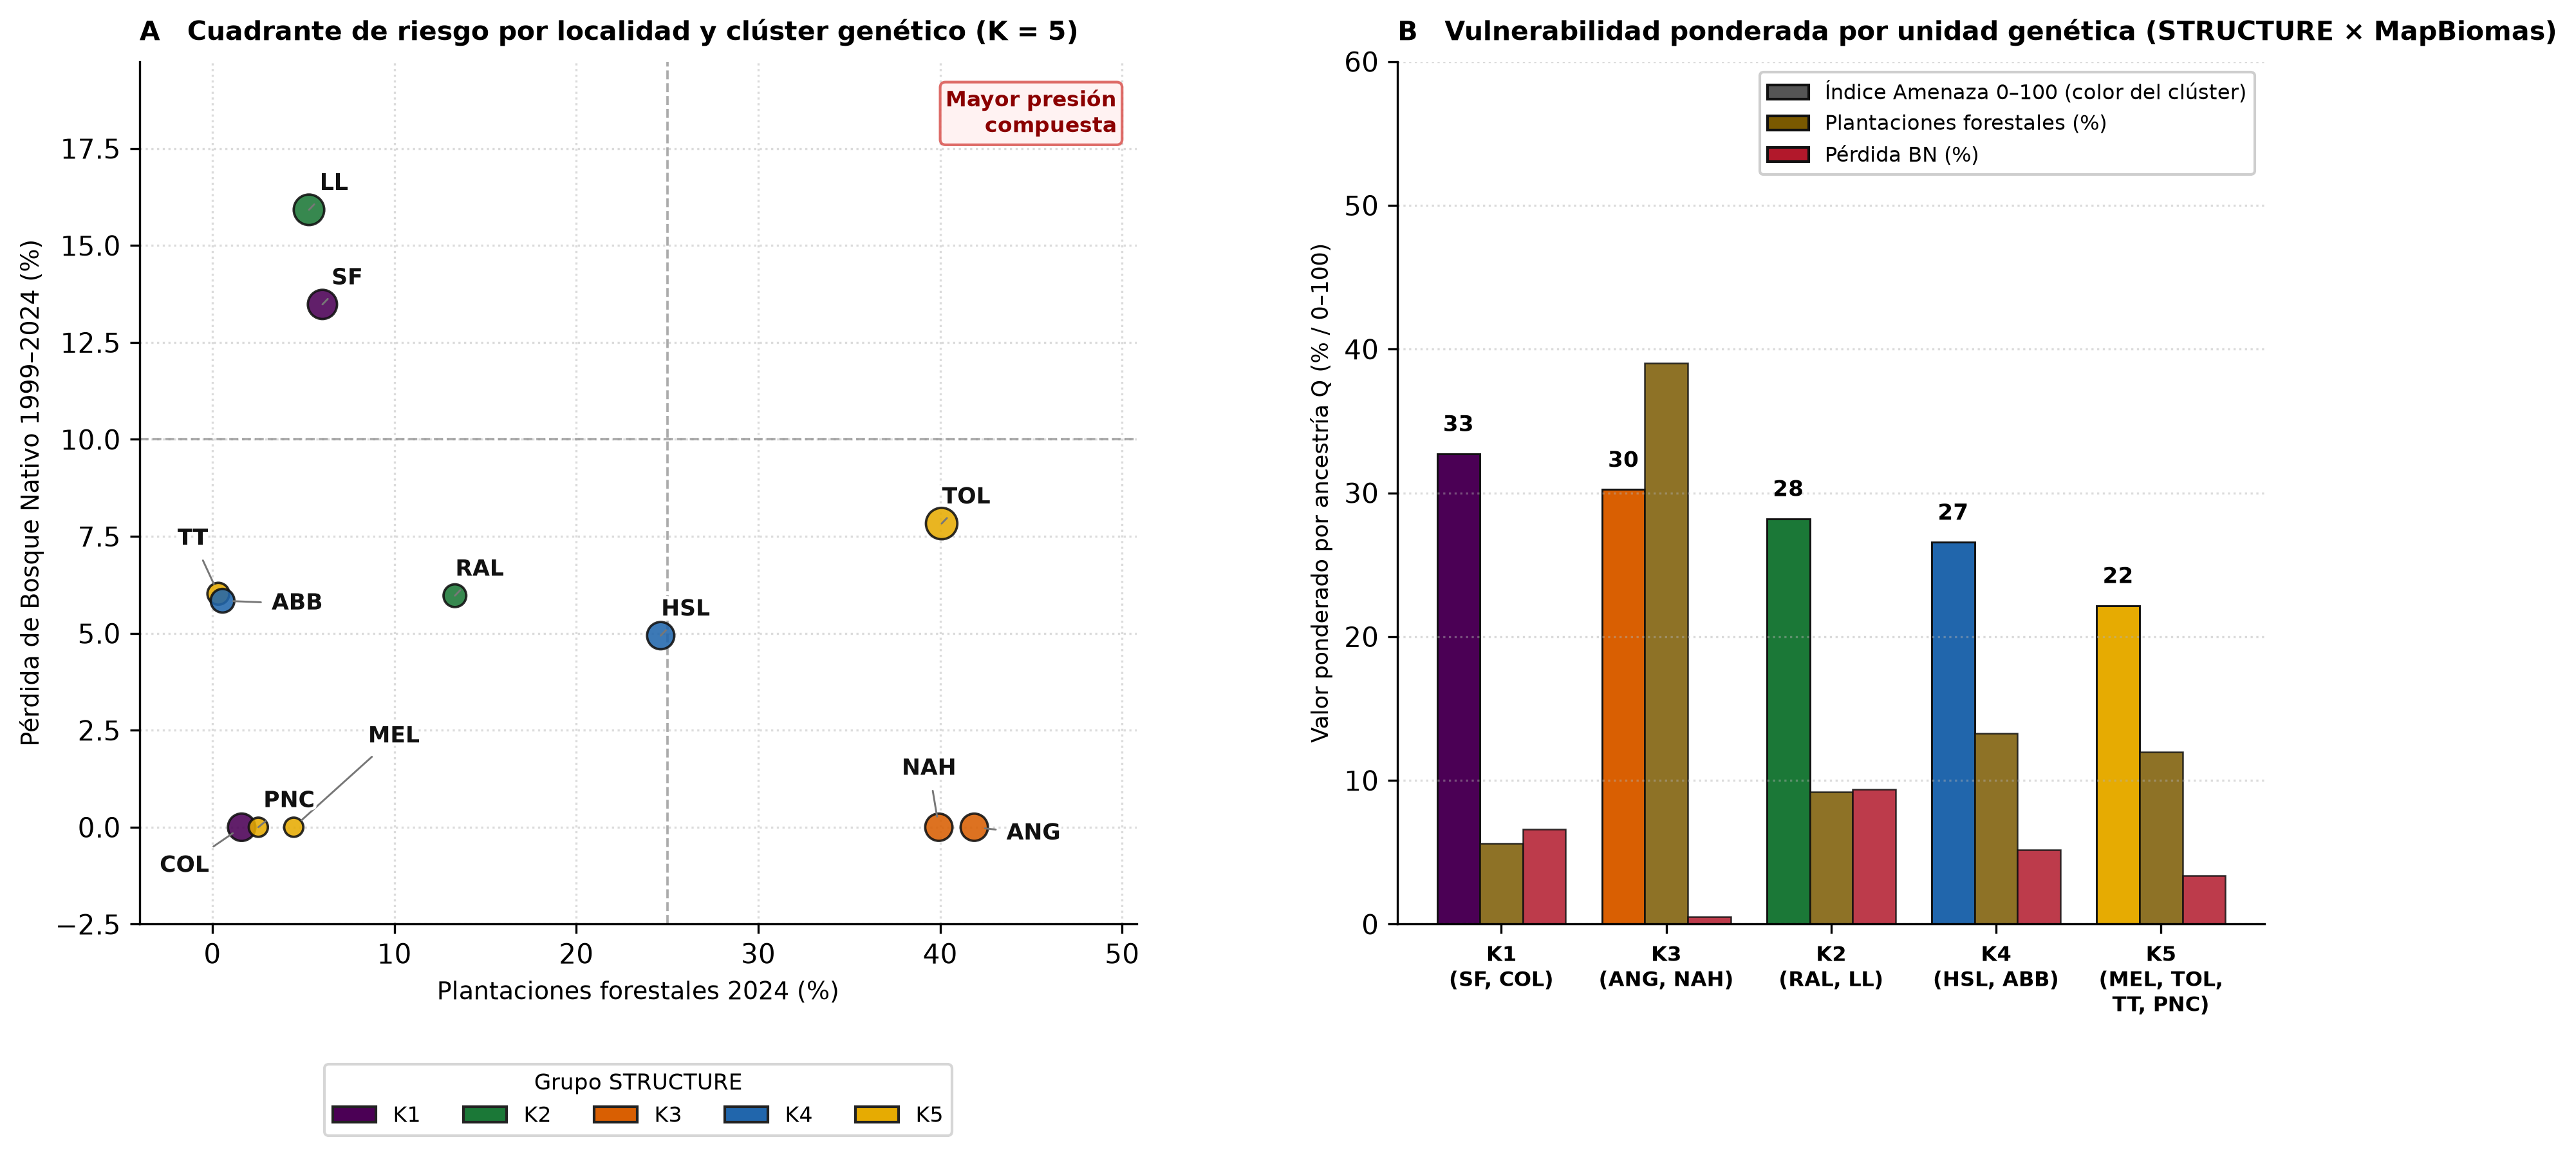 A Cuadrante de riesgo por localidad y clúster genético (K = 5)
Mayor presión
compuesta
Pérdida de Bosque Nativo 1999–2024 (%)
17.5
15.0
12.5
10.0
7.5
5.0
2.5
0.0
−2.5
LL
SF
TOL
TT
RAL
ABB
HSL
MEL
NAH
PNC
ANG
COL
0 10 20 30 40 50
Plantaciones forestales 2024 (%)
Grupo STRUCTURE
K1 K2 K3 K4 K5
B Vulnerabilidad ponderada por unidad genética (STRUCTURE × MapBiomas)
Índice Amenaza 0–100 (color del clúster)
Plantaciones forestales (%)
Pérdida BN (%)
Valor ponderado por ancestría Q (% / 0–100)
60
50
40
30
20
10
0
33
30
28
27
22
K1
(SF, COL)
K3
(ANG, NAH)
K2
(RAL, LL)
K4
(HSL, ABB)
K5
(MEL, TOL,
TT, PNC)